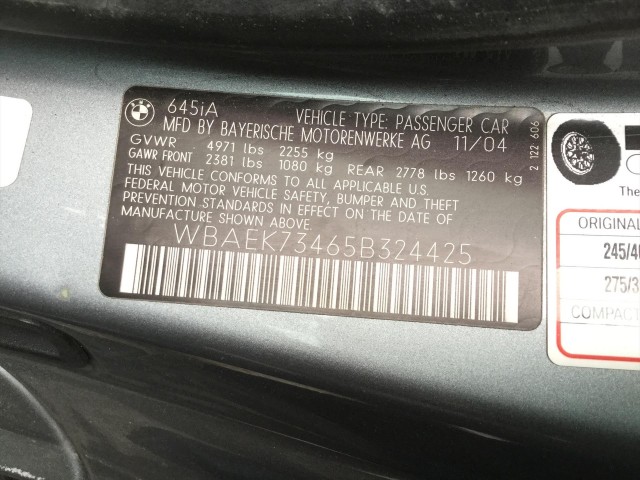 BMW
645iA VEHICLE TYPE: PASSENGER CAR
MFD BY BAYERISCHE MOTORENWERKE AG 11/04
GVWR 4971 lbs 2255 kg
GAWR FRONT 2381 lbs 1080 kg REAR 2778 lbs 1260 kg
THIS VEHICLE CONFORMS TO ALL APPLICABLE U.S.
FEDERAL MOTOR VEHICLE SAFETY, BUMPER AND THEFT
PREVENTION STANDARDS IN EFFECT ON THE DATE OF
MANUFACTURE SHOWN ABOVE.
WBAEK73465B324425
2 122 606
The
ORIGINAL
245/4
275/3
COMPACT